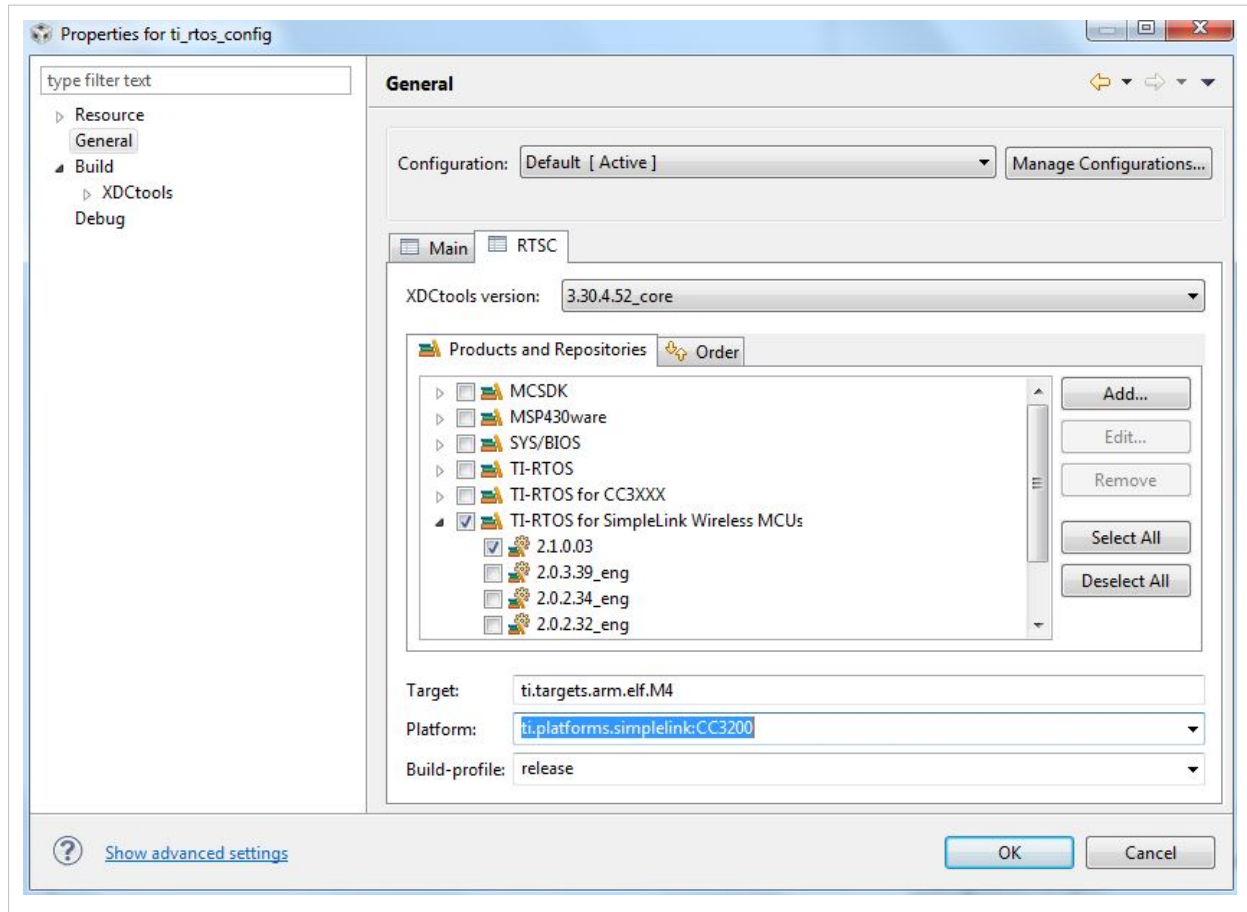 Properties for ti_rtos_config
type filter text
Resource
General
Build
XDCtools
Debug
General
Configuration: Default [ Active ] Manage Configurations...
Main RTSC
XDCtools version: 3.30.4.52_core
Products and Repositories Order
MCSDK
MSP430ware
SYS/BIOS
TI-RTOS
TI-RTOS for CC3XXX
TI-RTOS for SimpleLink Wireless MCUs
2.1.0.03
2.0.3.39_eng
2.0.2.34_eng
2.0.2.32_eng
Add...
Edit...
Remove
Select All
Deselect All
Target: ti.targets.arm.elf.M4
Platform: ti.platforms.simplelink:CC3200
Build-profile: release
? Show advanced settings OK Cancel